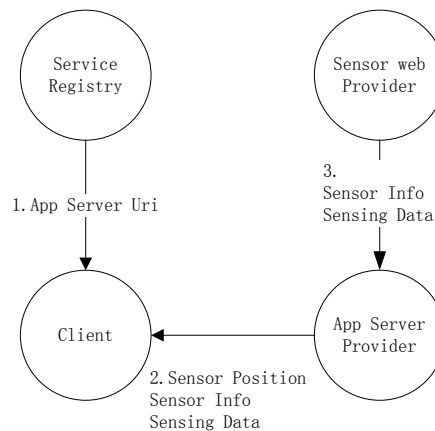 Service
Registry
Sensor web
Provider
1.App Server Uri
3.
Sensor Info
Sensing Data
Client
App Server
Provider
2.Sensor Position
Sensor Info
Sensing Data